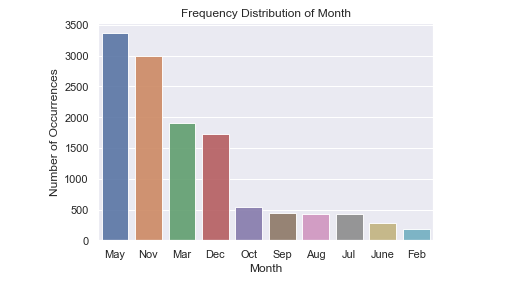 Frequency Distribution of Month
Number of Occurrences
3500
3000
2500
2000
1500
1000
500
0
May Nov Mar Dec Oct Sep Aug Jul June Feb
Month